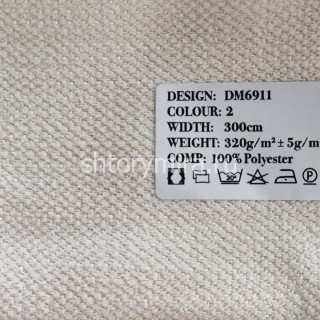 DESIGN: DM6911
COLOUR: 2
WIDTH: 300cm
WEIGHT: 320g/m² ± 5g/m
COMP: 100% Polyester